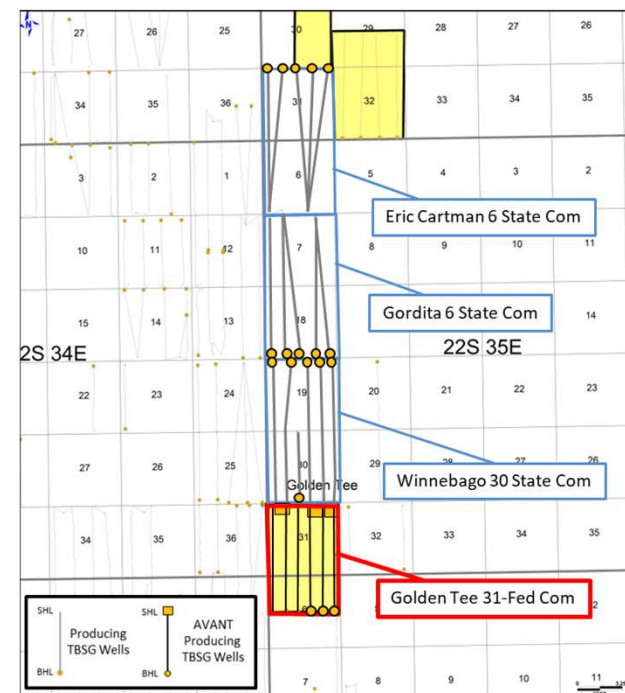 N
27 26 25 30 29 28 27 26
34 35 36 31 32 33 34 35
3 2 1 6 5 4 3 2
Eric Cartman 6 State Com
10 11 12 7 8 9 10 11
Gordita 6 State Com
15 14 13 18 14
2S 34E 22S 35E
22 23 24 19 20 21 22 23
27 26 25 30 29 28 27 26
Winnebago 30 State Com
Golden Tee
34 35 36 31 32 33 34 35
Golden Tee 31-Fed Com
6 5 2
SHL SHL AVANT
Producing Producing
TBSG Wells TBSG Wells
BHL BHL
7 8 9 10 11